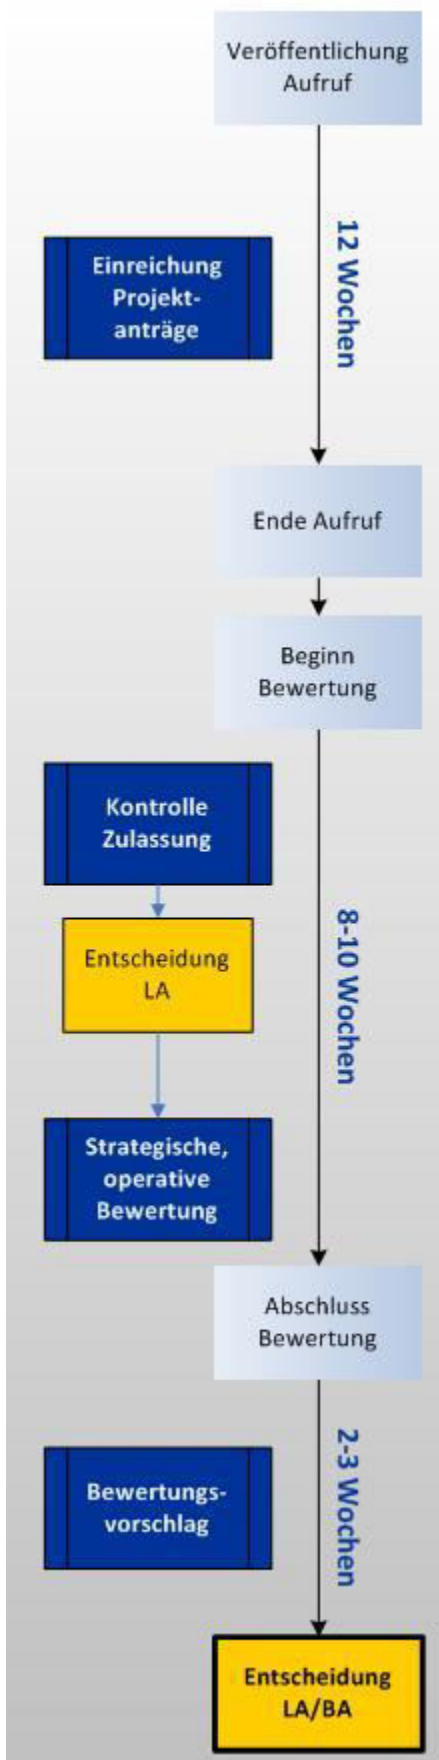 Veröffentlichung
Aufruf
12 Wochen
Einreichung
Projekt-
anträge
Ende Aufruf
Beginn
Bewertung
Kontrolle
Zulassung
8-10 Wochen
Entscheidung
LA
Strategische,
operative
Bewertung
Abschluss
Bewertung
2-3 Wochen
Bewertungs-
vorschlag
Entscheidung
LA/BA